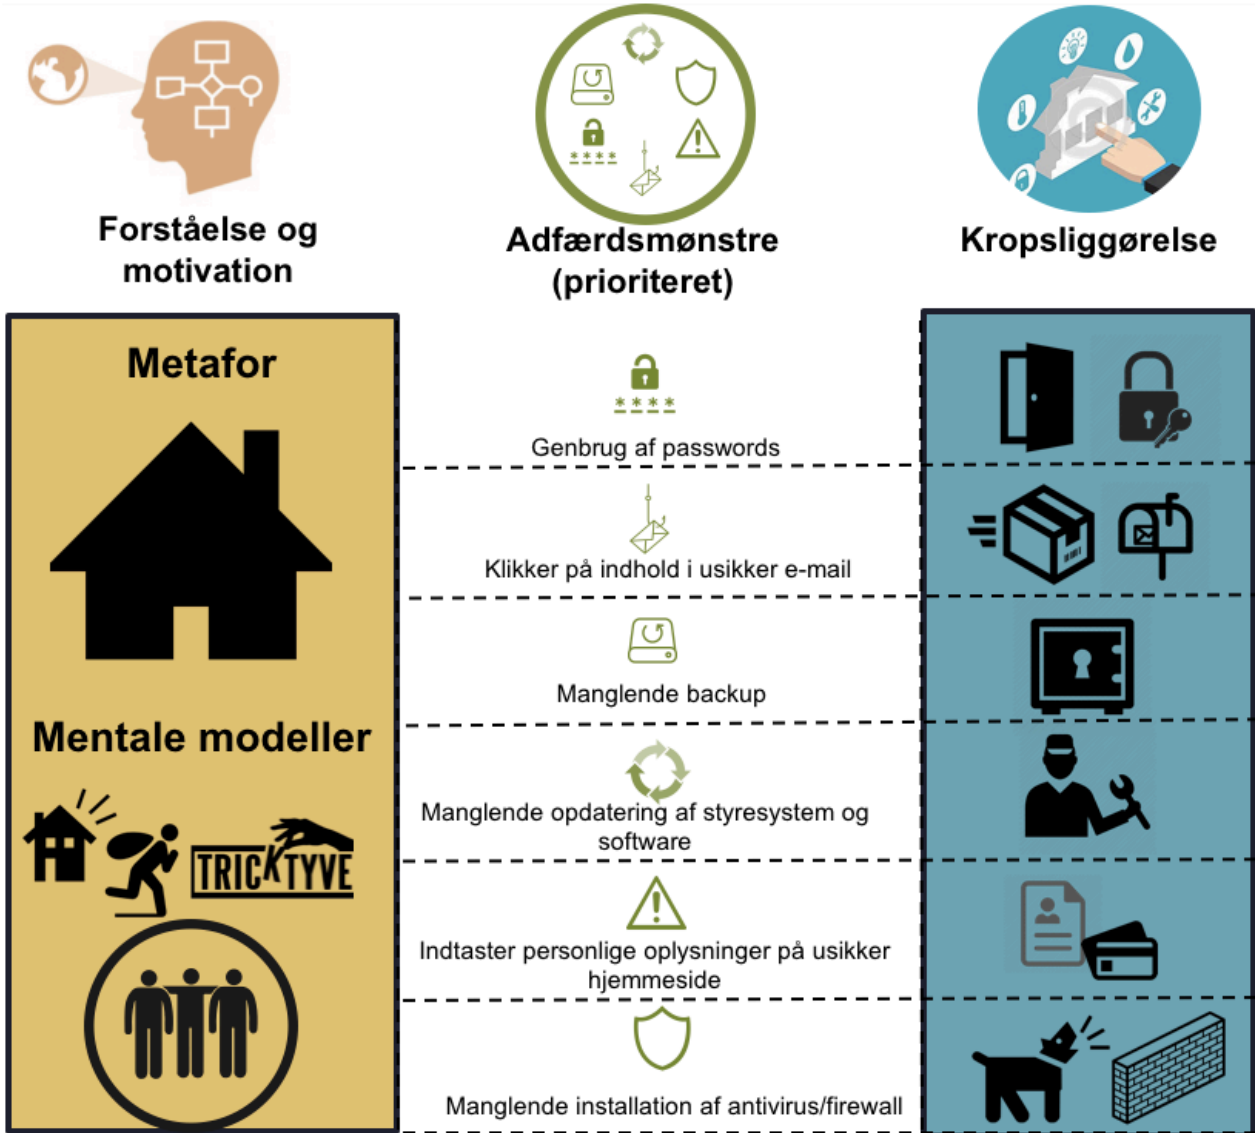 Forståelse og
motivation
Adfærdsmønstre
(prioriteret)
Kropsliggørelse
Metafor
Mentale modeller
TRICKTYVE
* * * *
Genbrug af passwords
Klikker på indhold i usikker e-mail
Manglende backup
Manglende opdatering af styresystem og
software
Indtaster personlige oplysninger på usikker
hjemmeside
Manglende installation af antivirus/firewall